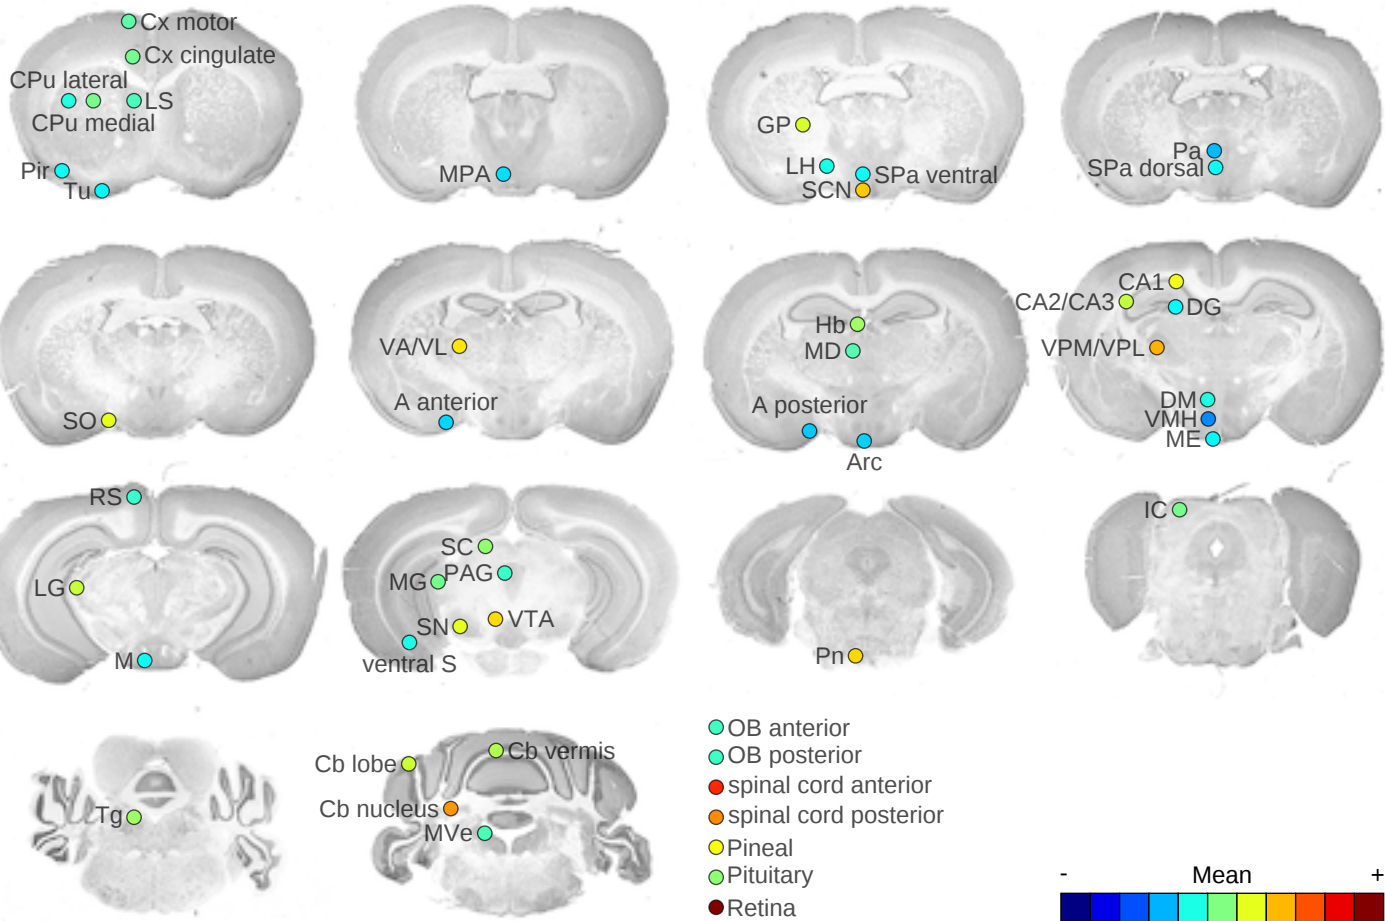 Cx motor
Cx cingulate
CPu lateral
LS
CPu medial
Pir
Tu
MPA
GP
LH
SPa ventral
SCN
Pa
SPa dorsal
SO
VA/VL
A anterior
Hb
MD
A posterior
Arc
CA1
CA2/CA3
DG
VPM/VPL
DM
VMH
ME
RS
LG
M
SC
MG
PAG
SN
VTA
ventral S
Pn
IC
Tg
Cb lobe
Cb vermis
Cb nucleus
MVe
OB anterior
OB posterior
spinal cord anterior
spinal cord posterior
Pineal
Pituitary
Retina
- Mean +